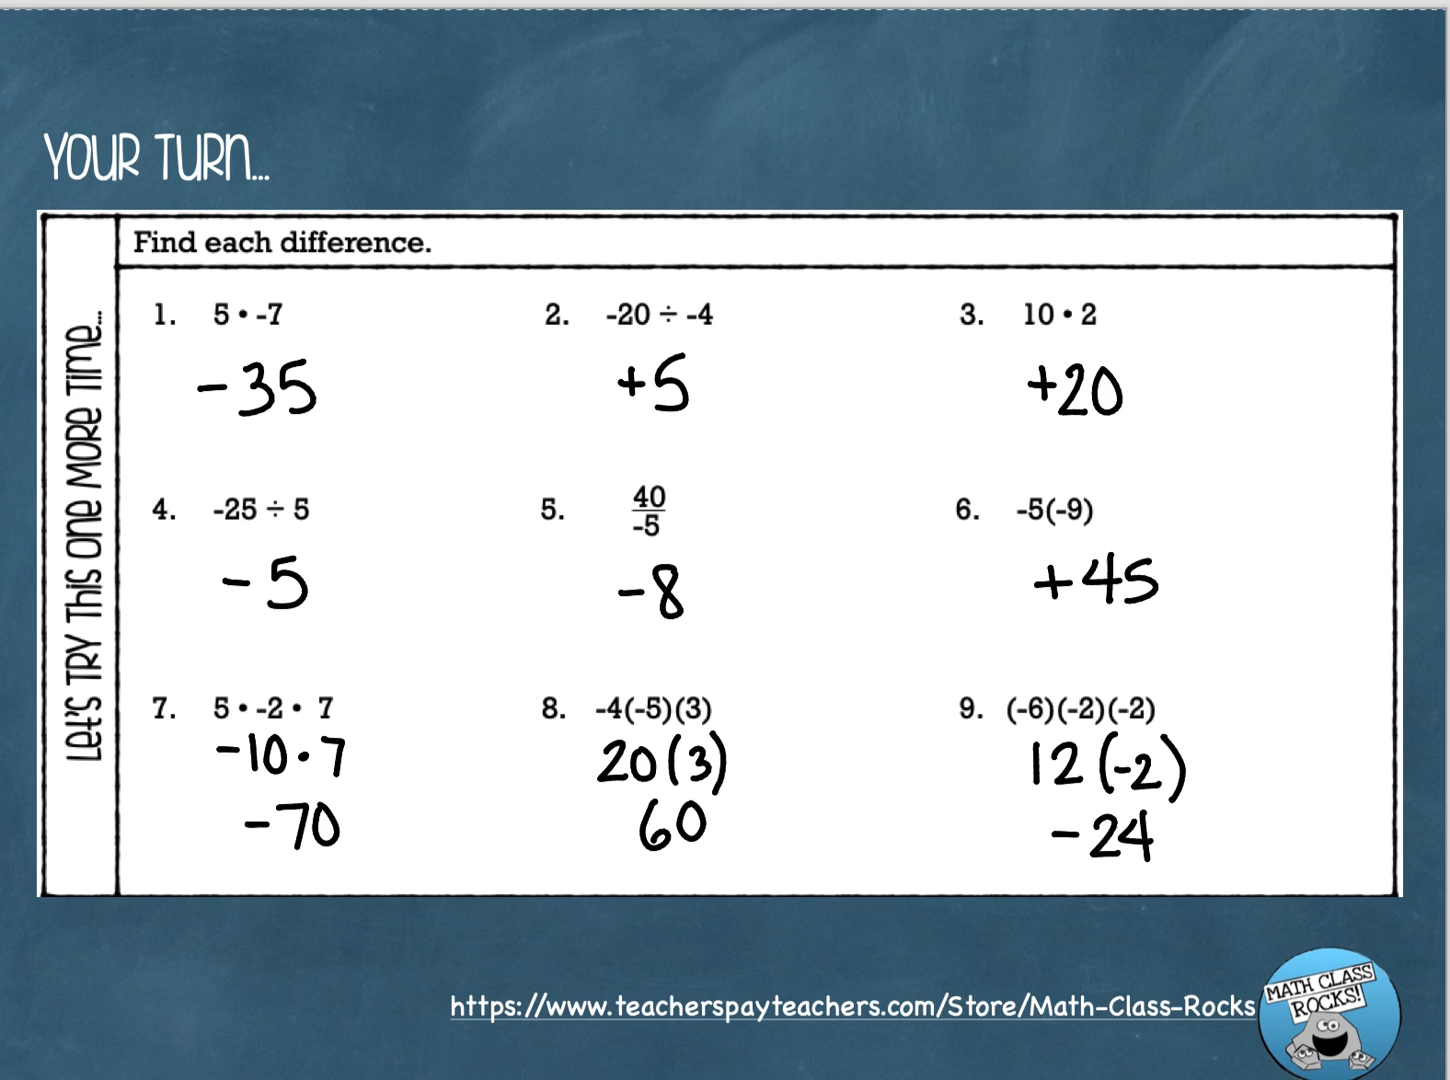 YOUR TURN...
Let's TRY This One MORE Time...
Find each difference.
1. 5 • -7
-35
2. -20 ÷ -4
+5
3. 10 • 2
+20
4. -25 ÷ 5
-5
5. 40/-5
-8
6. -5(-9)
+45
7. 5 • -2 • 7
-10 · 7
-70
8. -4(-5)(3)
20(3)
60
9. (-6)(-2)(-2)
12(-2)
-24
https://www.teacherspayteachers.com/Store/Math-Class-Rocks
MATH CLASS
ROCKS!